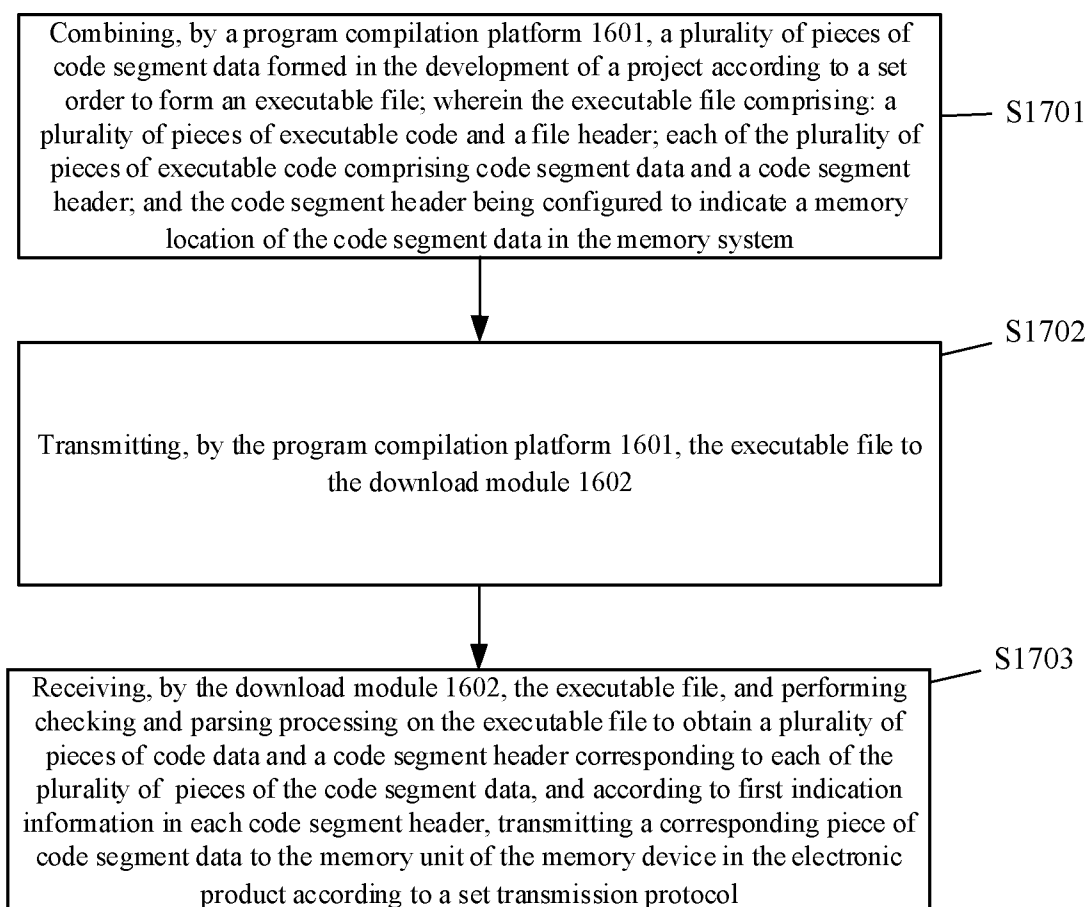 Combining, by a program compilation platform 1601, a plurality of pieces of
code segment data formed in the development of a project according to a set
order to form an executable file; wherein the executable file comprising: a
plurality of pieces of executable code and a file header; each of the plurality of
pieces of executable code comprising code segment data and a code segment
header; and the code segment header being configured to indicate a memory
location of the code segment data in the memory system
S1701
Transmitting, by the program compilation platform 1601, the executable file to
the download module 1602
S1702
Receiving, by the download module 1602, the executable file, and performing
checking and parsing processing on the executable file to obtain a plurality of
pieces of code data and a code segment header corresponding to each of the
plurality of pieces of the code segment data, and according to first indication
information in each code segment header, transmitting a corresponding piece of
code segment data to the memory unit of the memory device in the electronic
product according to a set transmission protocol
S1703